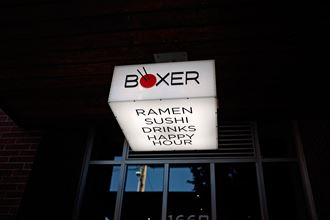 BOXER
RAMEN
SUSHI
DRINKS
HAPPY
HOUR